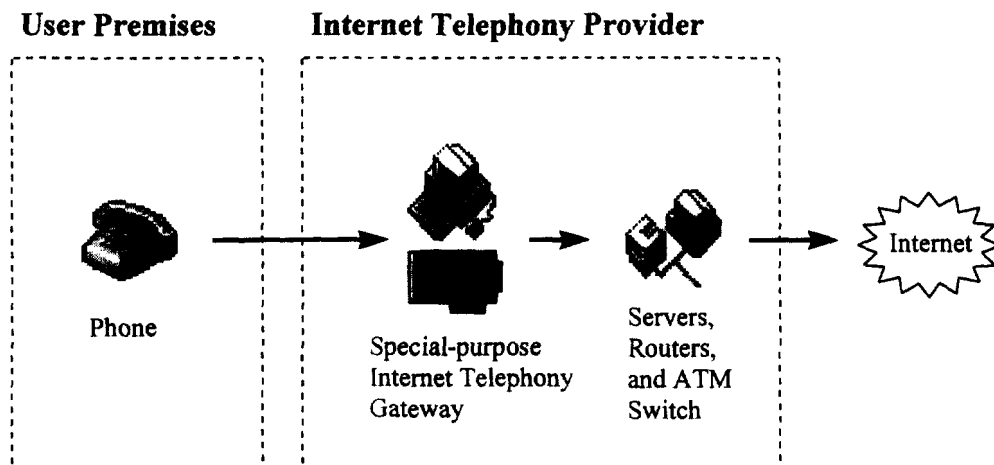 User Premises
Internet Telephony Provider
Phone
Special-purpose
Internet Telephony
Gateway
Servers,
Routers,
and ATM
Switch
Internet